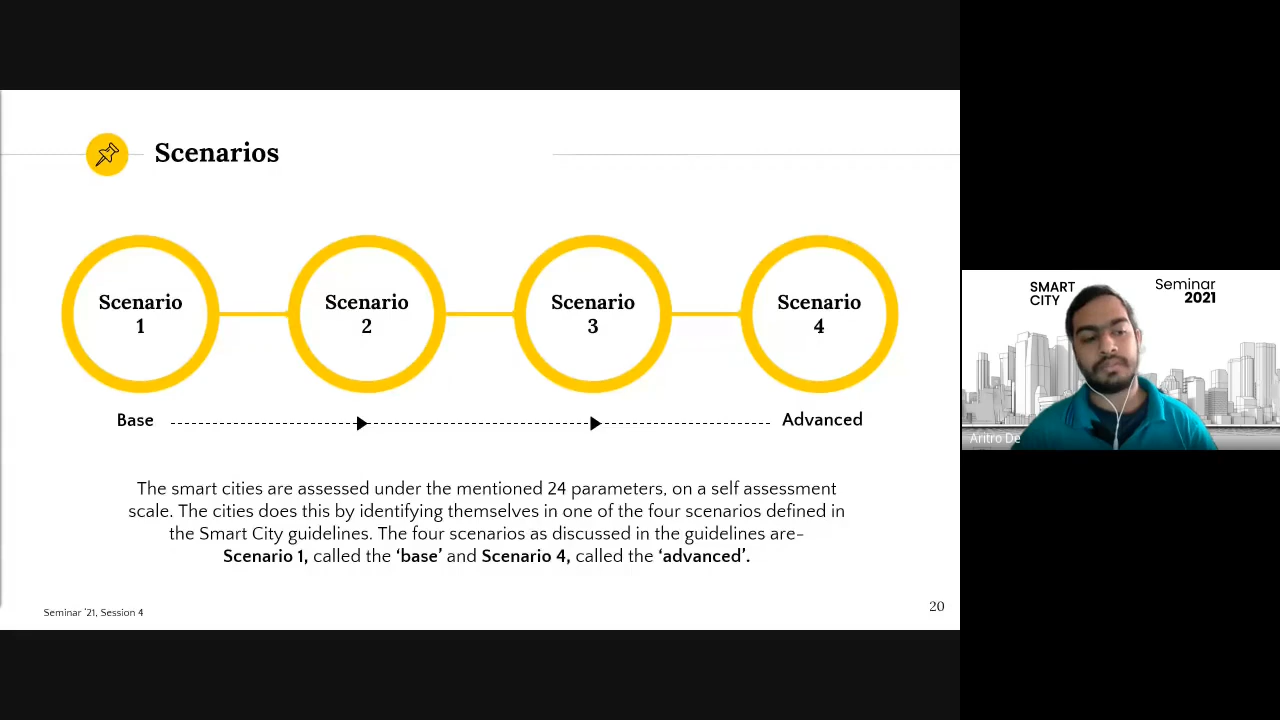 Scenarios
Scenario
1
Scenario
2
Scenario
3
Scenario
4
Base
Advanced
The smart cities are assessed under the mentioned 24 parameters, on a self assessment
scale. The cities does this by identifying themselves in one of the four scenarios defined in
the Smart City guidelines. The four scenarios as discussed in the guidelines are-
Scenario 1, called the ‘base’ and Scenario 4, called the ‘advanced’.
Seminar ’21, Session 4
20
SMART
CITY
Seminar
2021
Aritro De